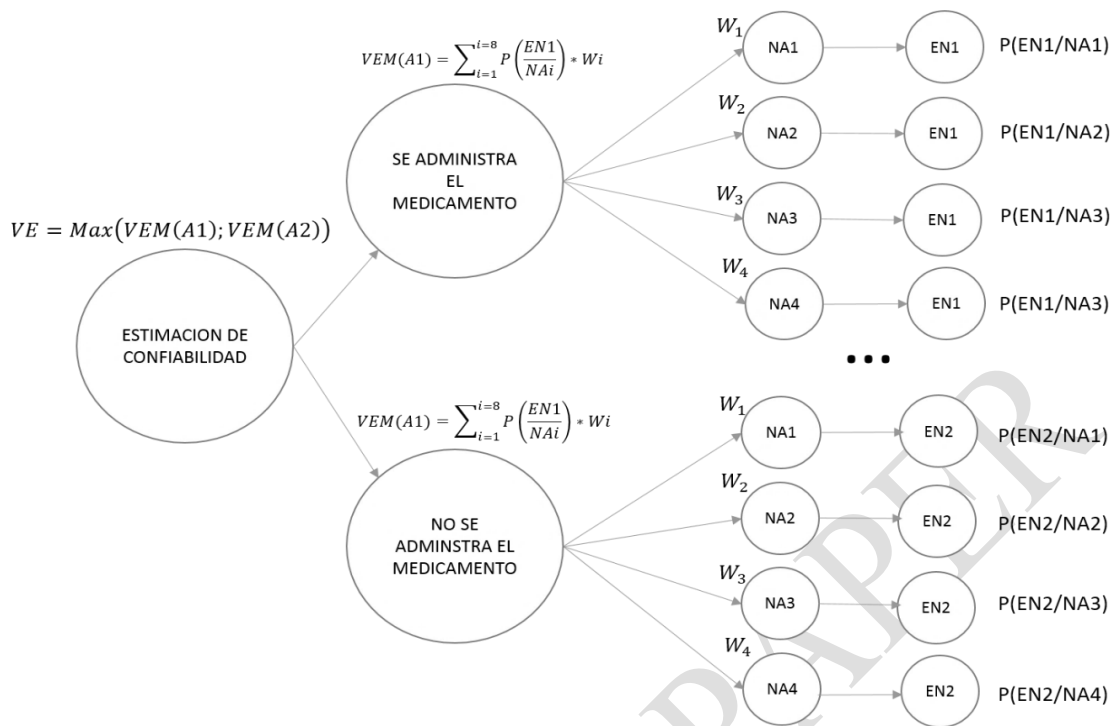 VE = Max(VEM(A1); VEM(A2))
ESTIMACION DE
CONFIABILIDAD
VEM(A1) = ∑_{i=1}^{i=8} P(EN1/NAi) * Wi
SE ADMINISTRA
EL
MEDICAMENTO
W1
NA1
EN1
P(EN1/NA1)
W2
NA2
EN1
P(EN1/NA2)
W3
NA3
EN1
P(EN1/NA3)
W4
NA4
EN1
P(EN1/NA3)
...
VEM(A1) = ∑_{i=1}^{i=8} P(EN1/NAi) * Wi
NO SE
ADMINSTRA EL
MEDICAMENTO
W1
NA1
EN2
P(EN2/NA1)
W2
NA2
EN2
P(EN2/NA2)
W3
NA3
EN2
P(EN2/NA3)
W4
NA4
EN2
P(EN2/NA4)
PAPER